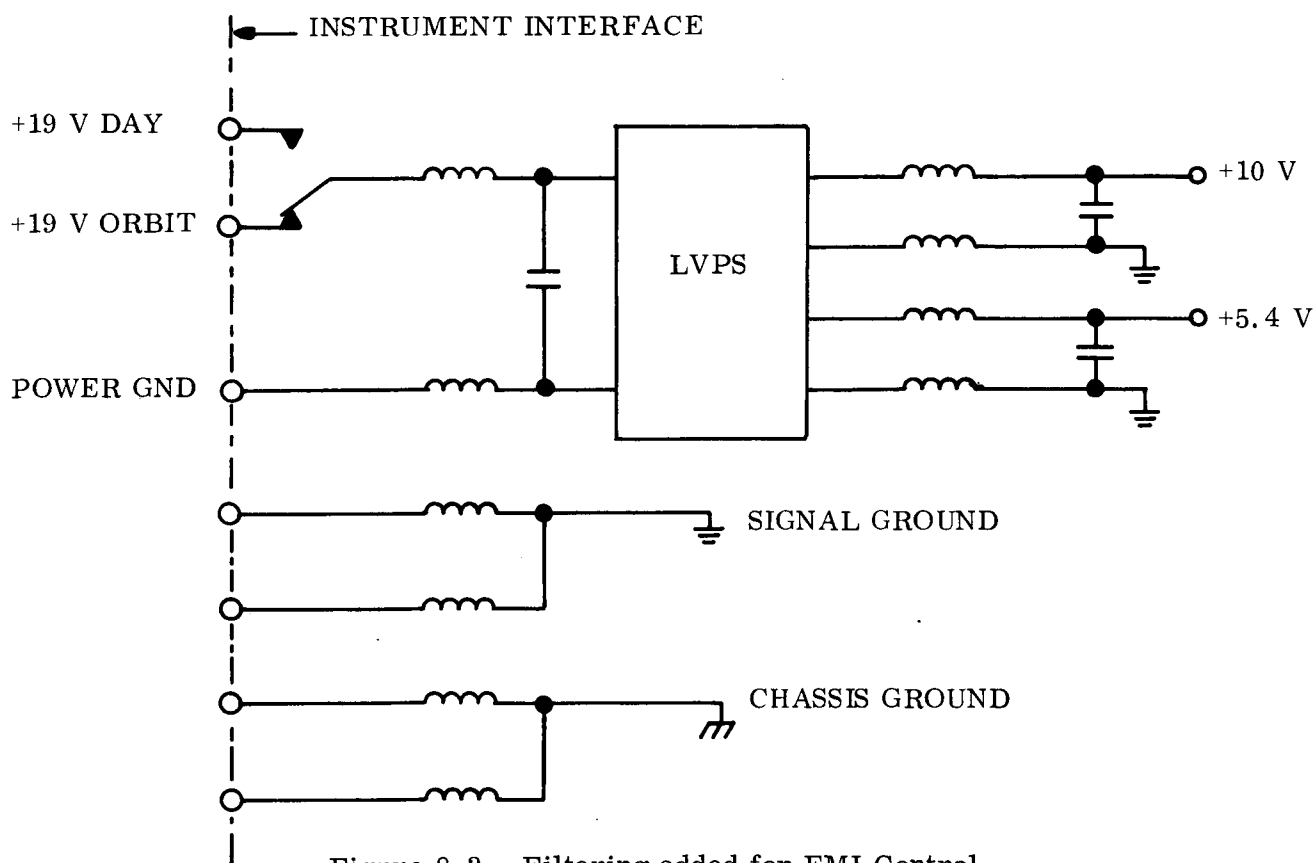 INSTRUMENT INTERFACE
+19 V DAY
+10 V
+19 V ORBIT
LVPS
+5.4 V
POWER GND
SIGNAL GROUND
CHASSIS GROUND
Filtering added for EMI Control